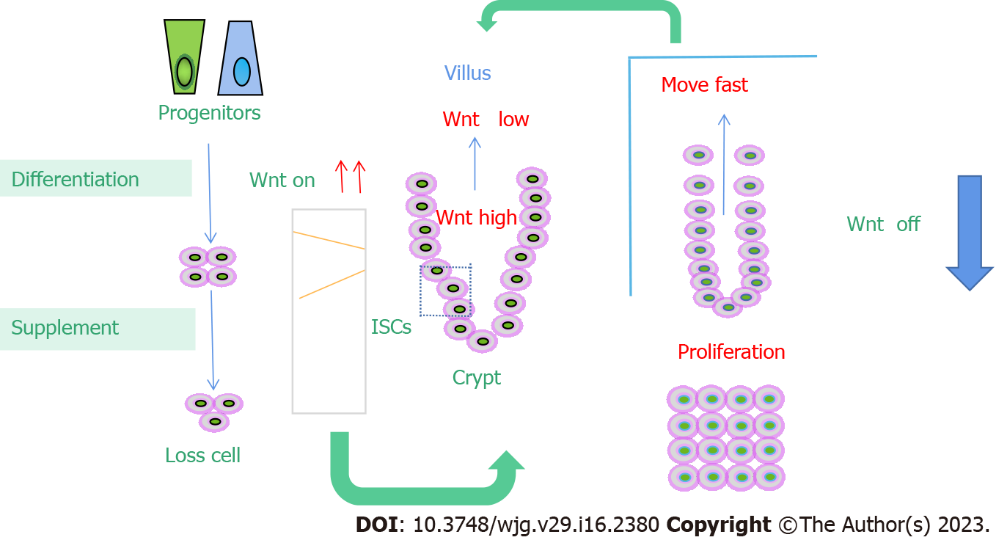 Progenitors
Differentiation
Supplement
Loss cell
Wnt on
ISCs
Villus
Wnt low
Wnt high
Crypt
Move fast
Proliferation
Wnt off
DOI: 10.3748/wjg.v29.i16.2380 Copyright ©The Author(s) 2023.